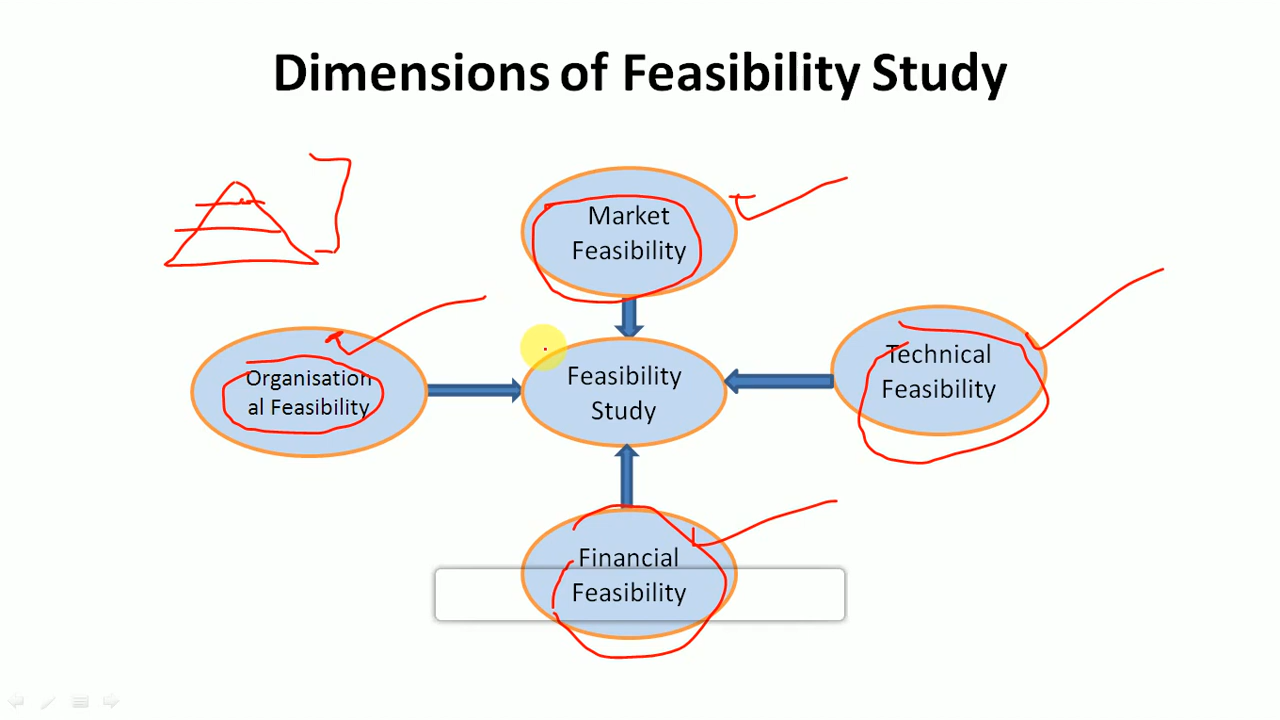 Dimensions of Feasibility Study
Market
Feasibility
Organisation
al Feasibility
Feasibility
Study
Technical
Feasibility
Financial
Feasibility